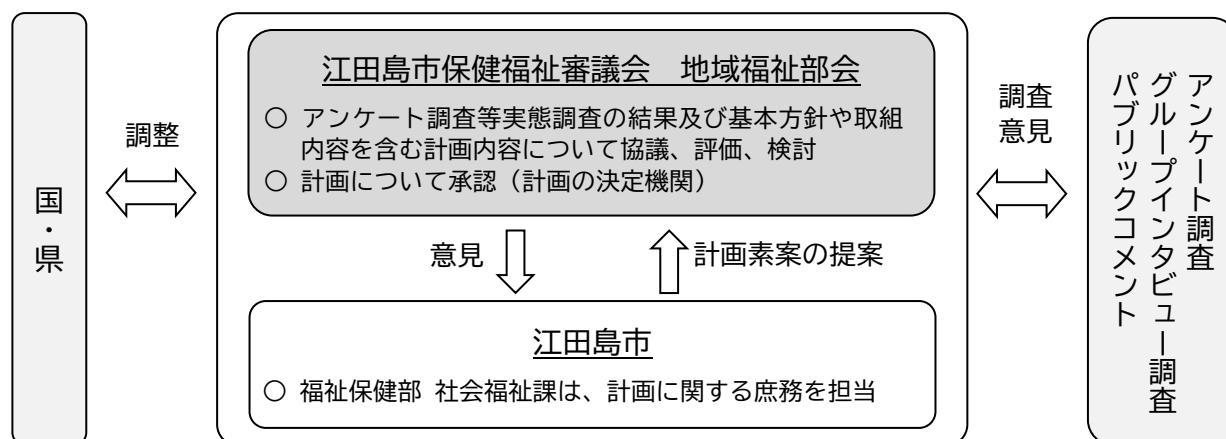 国・県
調整
江田島市保健福祉審議会　地域福祉部会
○ アンケート調査等実態調査の結果及び基本方針や取組
内容を含む計画内容について協議、評価、検討
○ 計画について承認（計画の決定機関）
意見
計画素案の提案
江田島市
○ 福祉保健部 社会福祉課は、計画に関する庶務を担当
調査
意見
アンケート調査
グループインタビュー調査
パブリックコメント